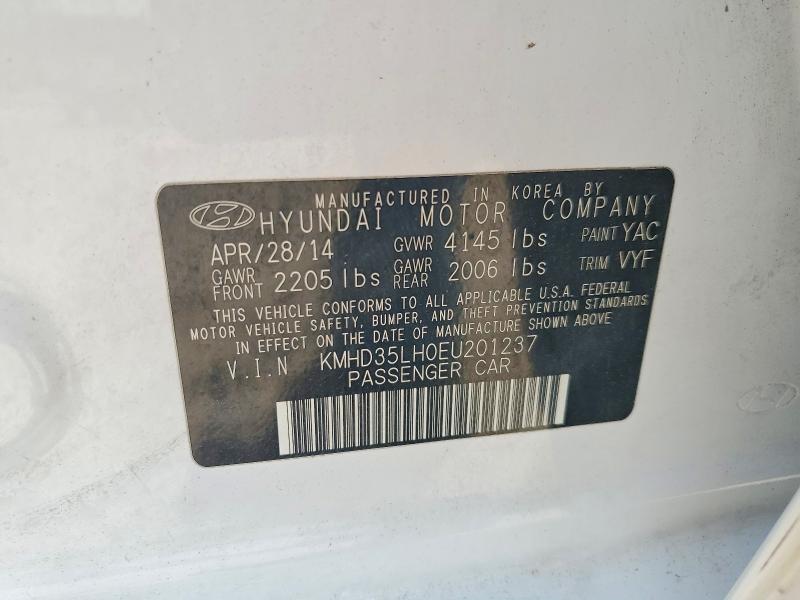 MANUFACTURED IN KOREA BY
HYUNDAI MOTOR COMPANY
APR/28/14 GVWR 4145 lbs PAINT YAC
GAWR FRONT 2205 lbs GAWR REAR 2006 lbs TRIM VYF
THIS VEHICLE CONFORMS TO ALL APPLICABLE U.S.A. FEDERAL
MOTOR VEHICLE SAFETY, BUMPER, AND THEFT PREVENTION STANDARDS
IN EFFECT ON THE DATE OF MANUFACTURE SHOWN ABOVE
V.I.N KMHD35LH0EU201237
PASSENGER CAR